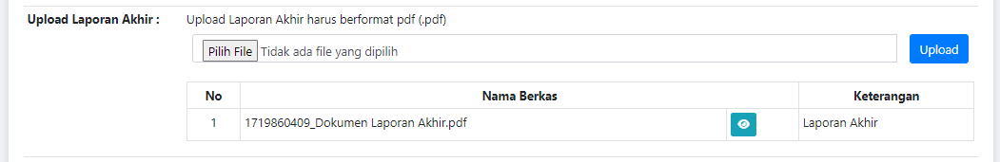 Upload Laporan Akhir : Upload Laporan Akhir harus berformat pdf (.pdf)
Pilih File Tidak ada file yang dipilih Upload
No Nama Berkas Keterangan
1 1719860409_Dokumen Laporan Akhir.pdf Laporan Akhir